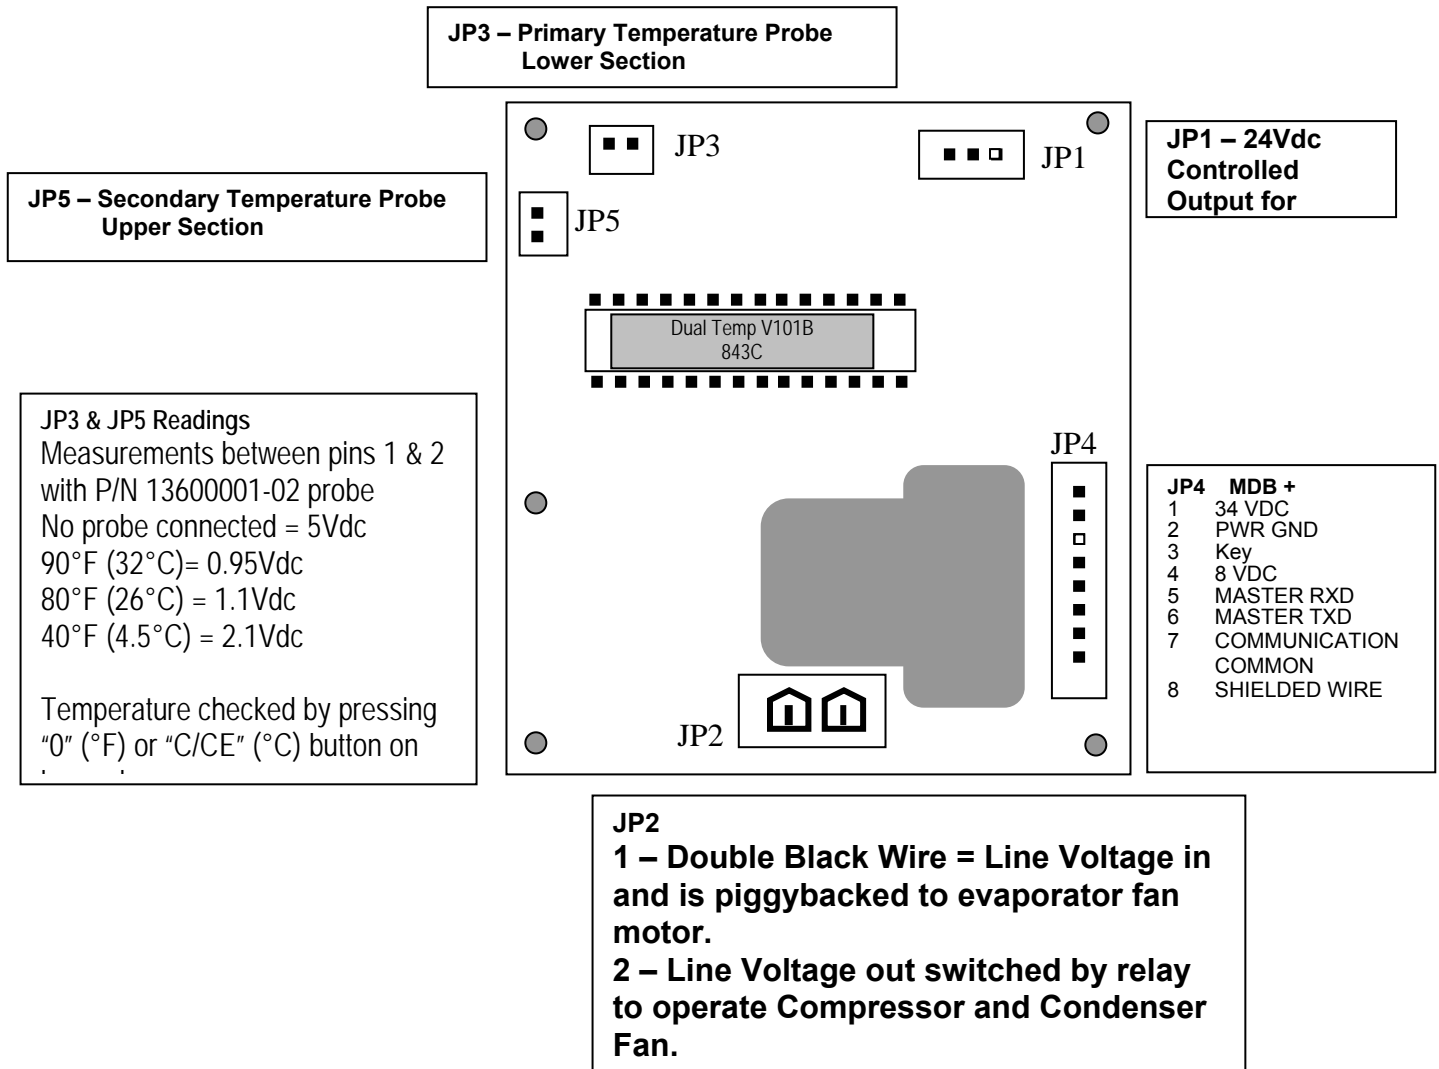 JP3 – Primary Temperature Probe
Lower Section
JP3
JP1
JP1 – 24Vdc
Controlled
Output for
JP5 – Secondary Temperature Probe
Upper Section
JP5
Dual Temp V101B
843C
JP3 & JP5 Readings
Measurements between pins 1 & 2
with P/N 13600001-02 probe
No probe connected = 5Vdc
90°F (32°C)= 0.95Vdc
80°F (26°C) = 1.1Vdc
40°F (4.5°C) = 2.1Vdc
Temperature checked by pressing
"0" (°F) or "C/CE" (°C) button on
JP4
JP4 MDB +
1 34 VDC
2 PWR GND
3 Key
4 8 VDC
5 MASTER RXD
6 MASTER TXD
7 COMMUNICATION
COMMON
8 SHIELDED WIRE
JP2
JP2
1 – Double Black Wire = Line Voltage in
and is piggybacked to evaporator fan
motor.
2 – Line Voltage out switched by relay
to operate Compressor and Condenser
Fan.